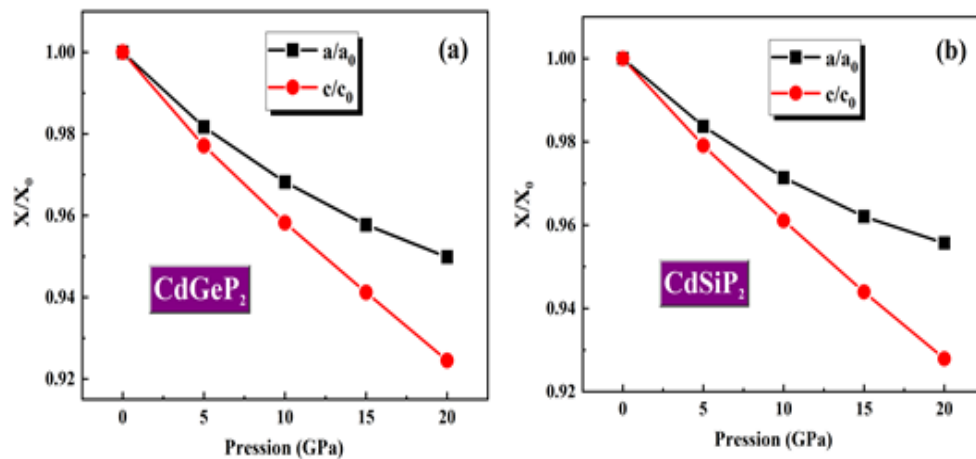 (a)
a/a₀
c/c₀
1.00
0.98
0.96
0.94
0.92
X/Xₒ
CdGeP₂
0 5 10 15 20
Pression (GPa)
(b)
a/a₀
c/c₀
1.00
0.98
0.96
0.94
0.92
X/Xₒ
CdSiP₂
0 5 10 15 20
Pression (GPa)